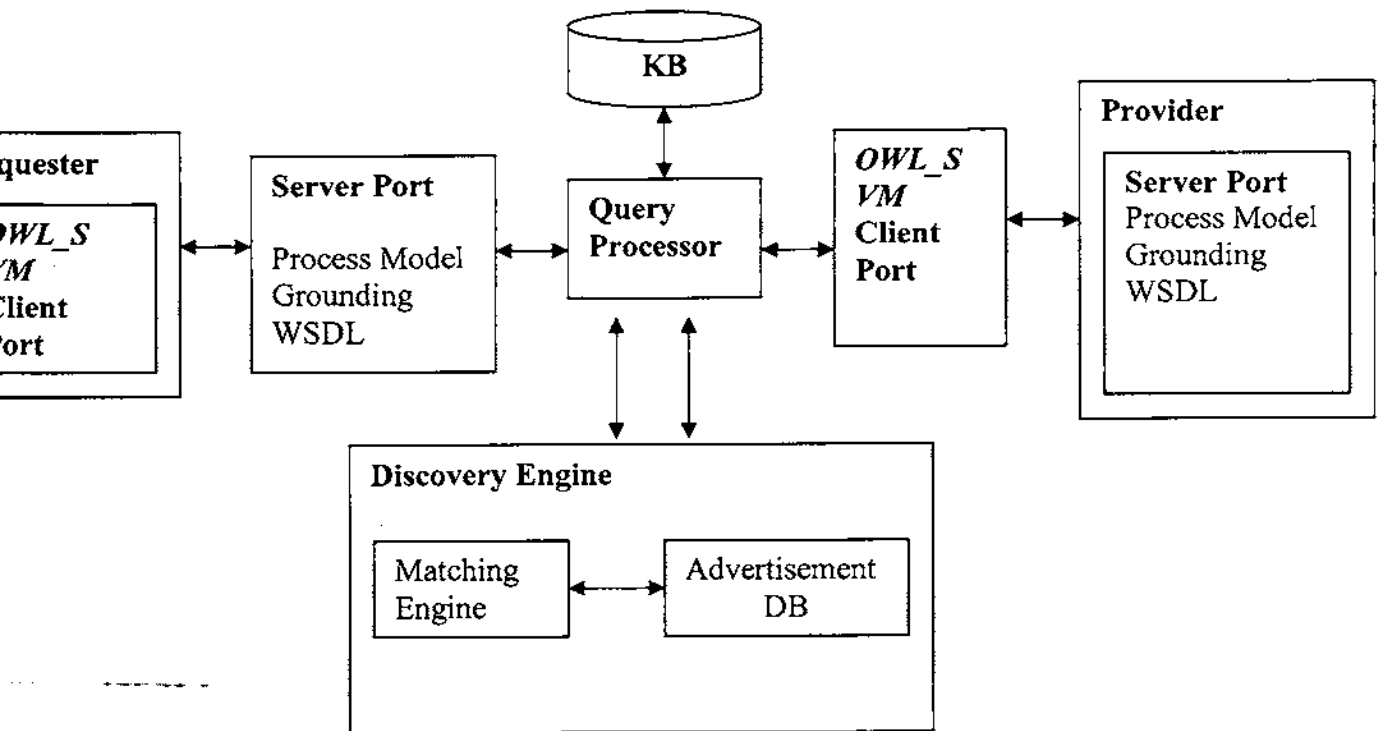 KB
quester
OWL_S
VM
Client
Port
Server Port
Process Model
Grounding
WSDL
Query
Processor
OWL_S
VM
Client
Port
Provider
Server Port
Process Model
Grounding
WSDL
Discovery Engine
Matching
Engine
Advertisement
DB